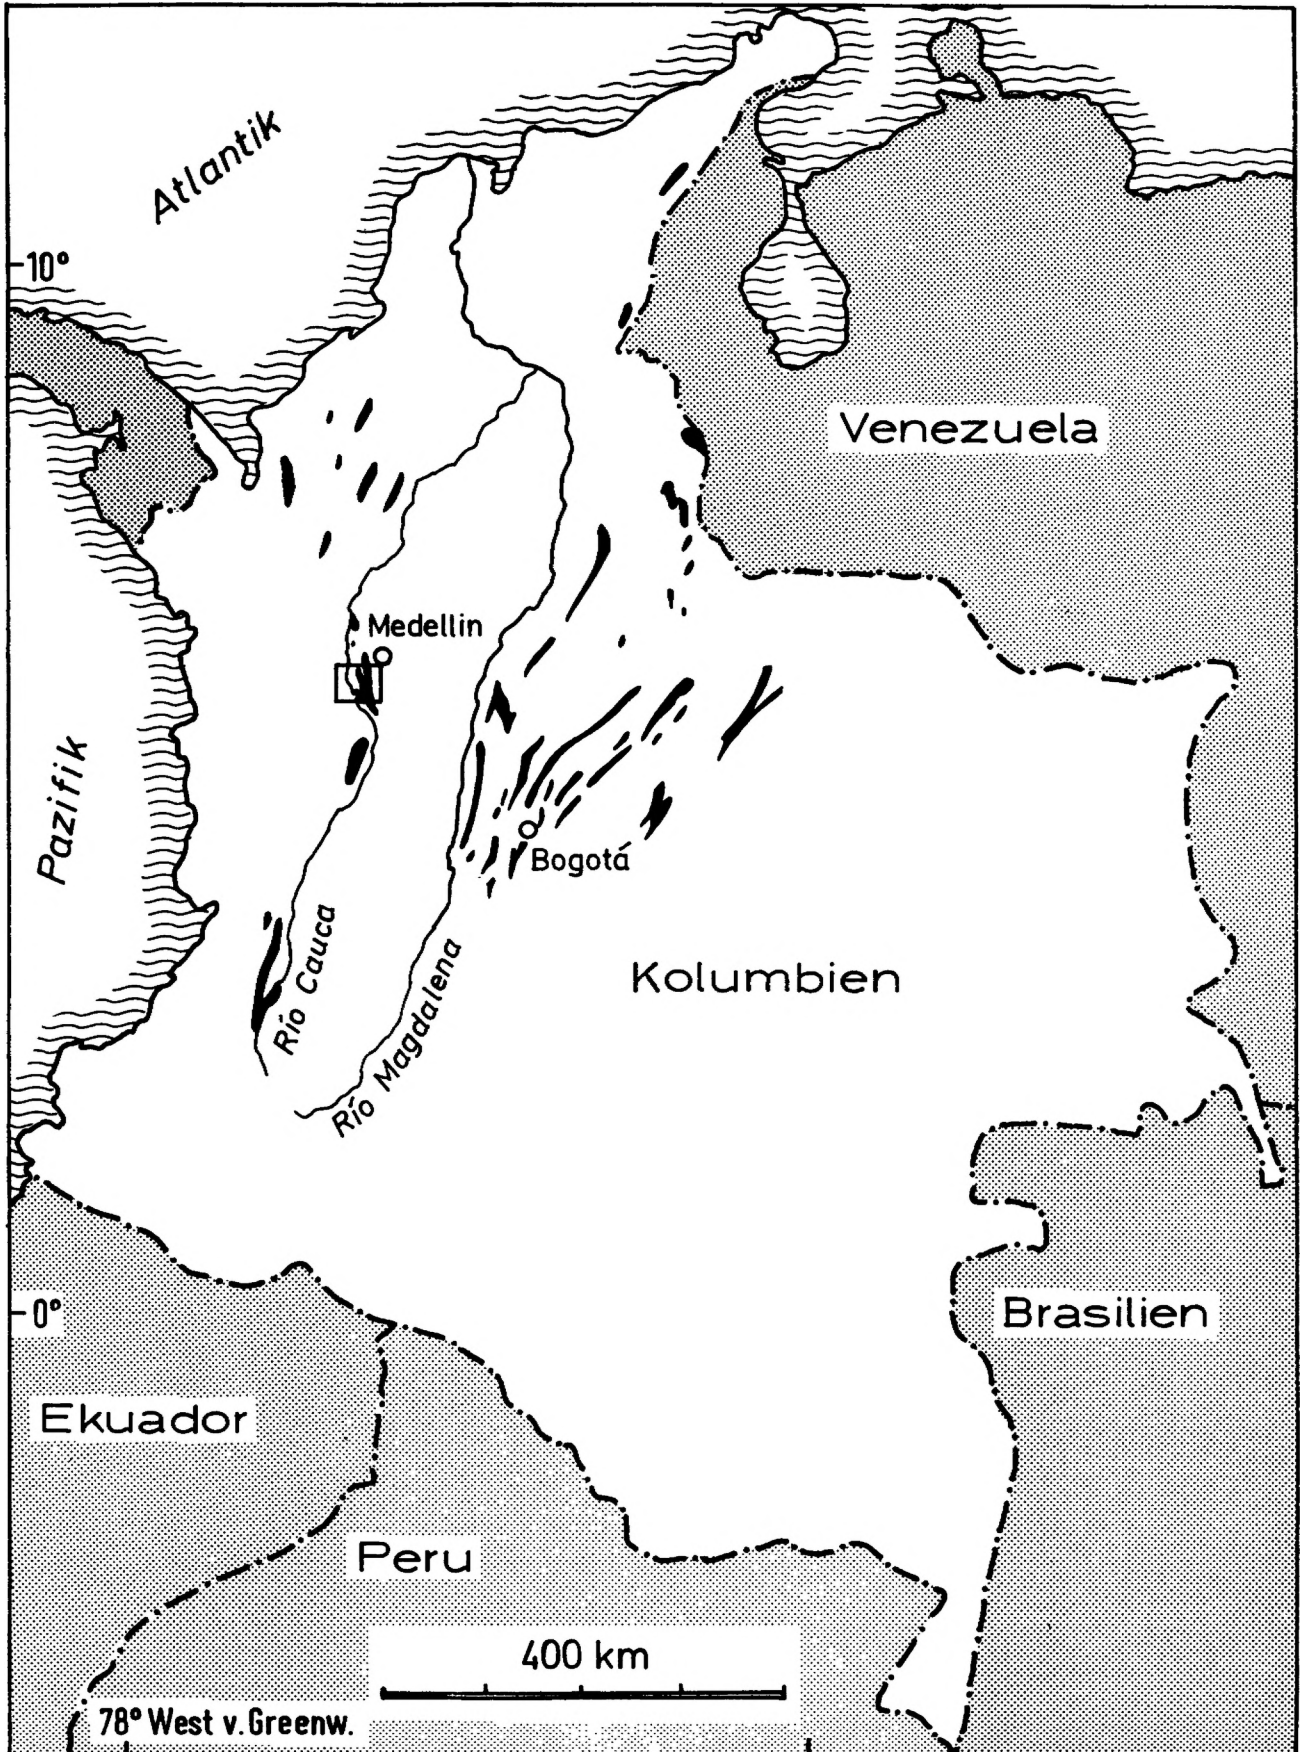 Atlantik
10°
Venezuela
Medellin
Pazifik
Bogotá
Río Cauca
Río Magdalena
Kolumbien
0°
Brasilien
Ekuador
Peru
400 km
78° West v. Greenw.